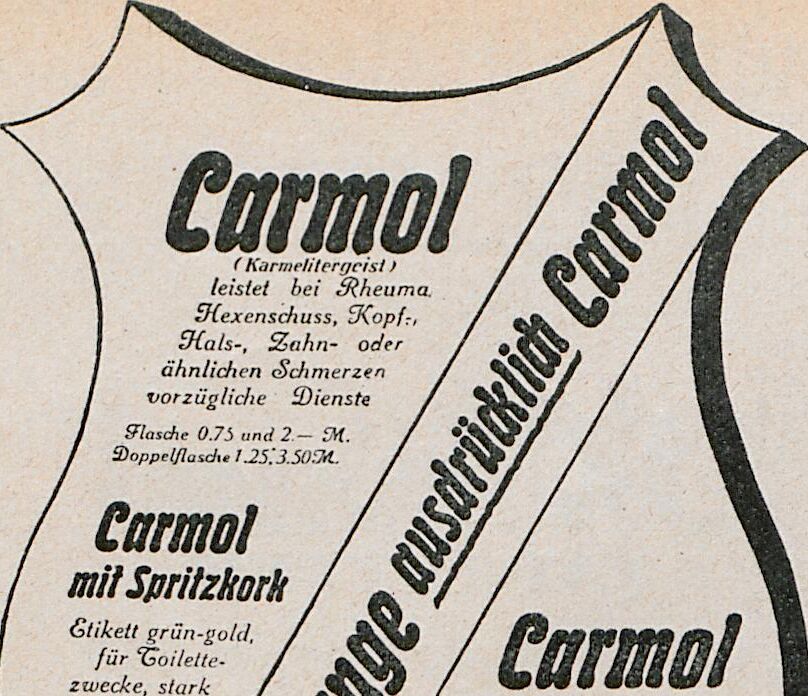 Carmol
(Karmelitergeist)
leistet bei Rheuma,
Hexenschuss, Kopf-,
Hals-, Zahn- oder
ähnlichen Schmerzen
vorzügliche Dienste
Flasche 0.75 und 2.— M.
Doppelflasche 1.25, 3.50 M.
Carmol
mit Spritzkork
Etikett grün-gold,
für Toilette-
zwecke, stark
ausdrücklich Carmol
Carmol